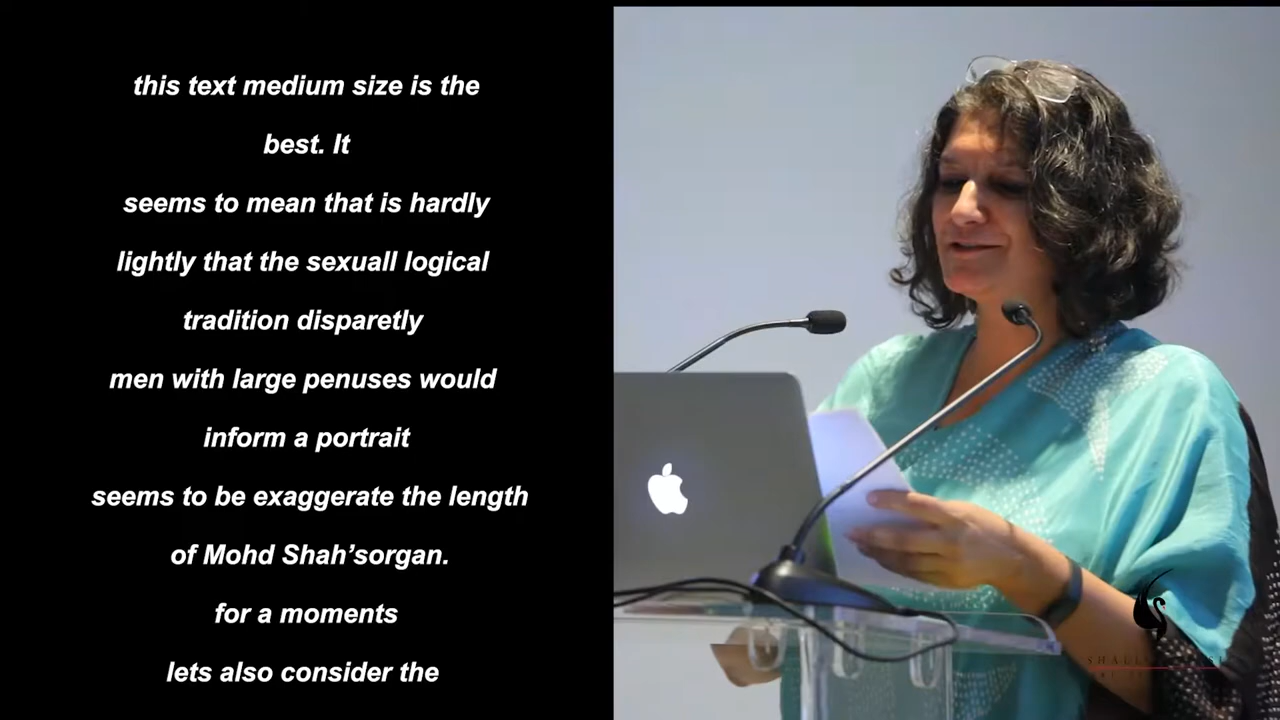 this text medium size is the
best. It
seems to mean that is hardly
lightly that the sexuall logical
tradition disparetly
men with large penuses would
inform a portrait
seems to be exaggerate the length
of Mohd Shah’sorgan.
for a moments
lets also consider the